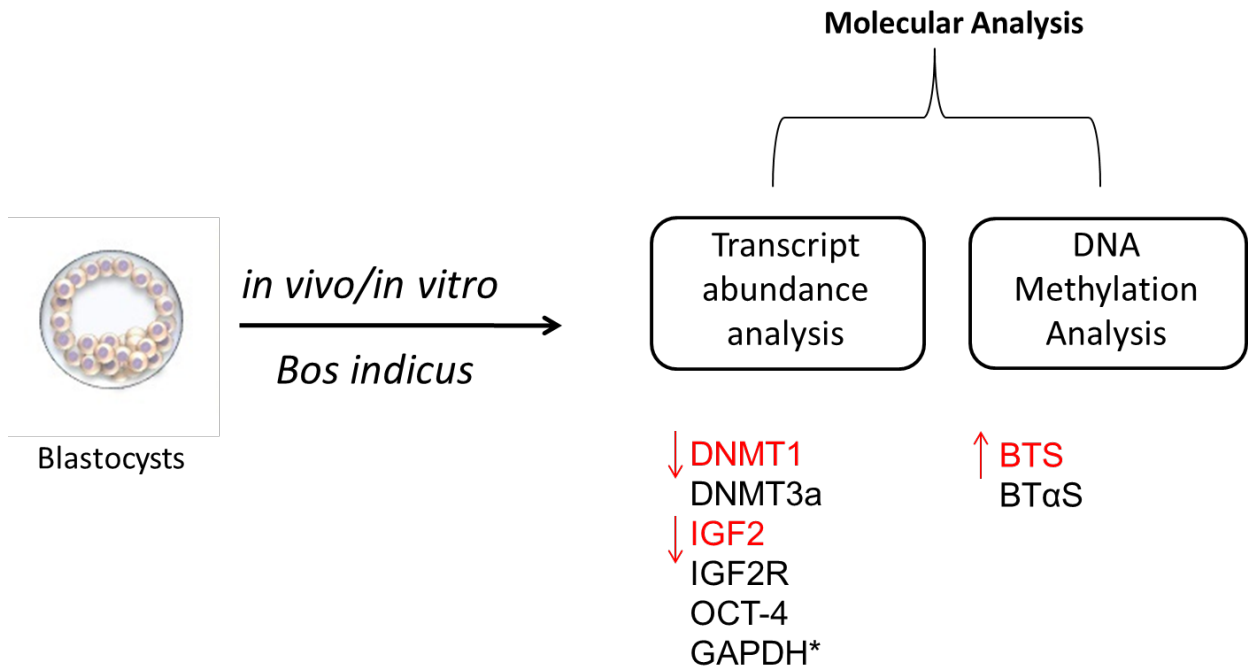 Molecular Analysis
Transcript
abundance
analysis
DNA
Methylation
Analysis
in vivo/in vitro
Bos indicus
Blastocysts
DNMT1
DNMT3a
IGF2
IGF2R
OCT-4
GAPDH*
BTS
BTαS